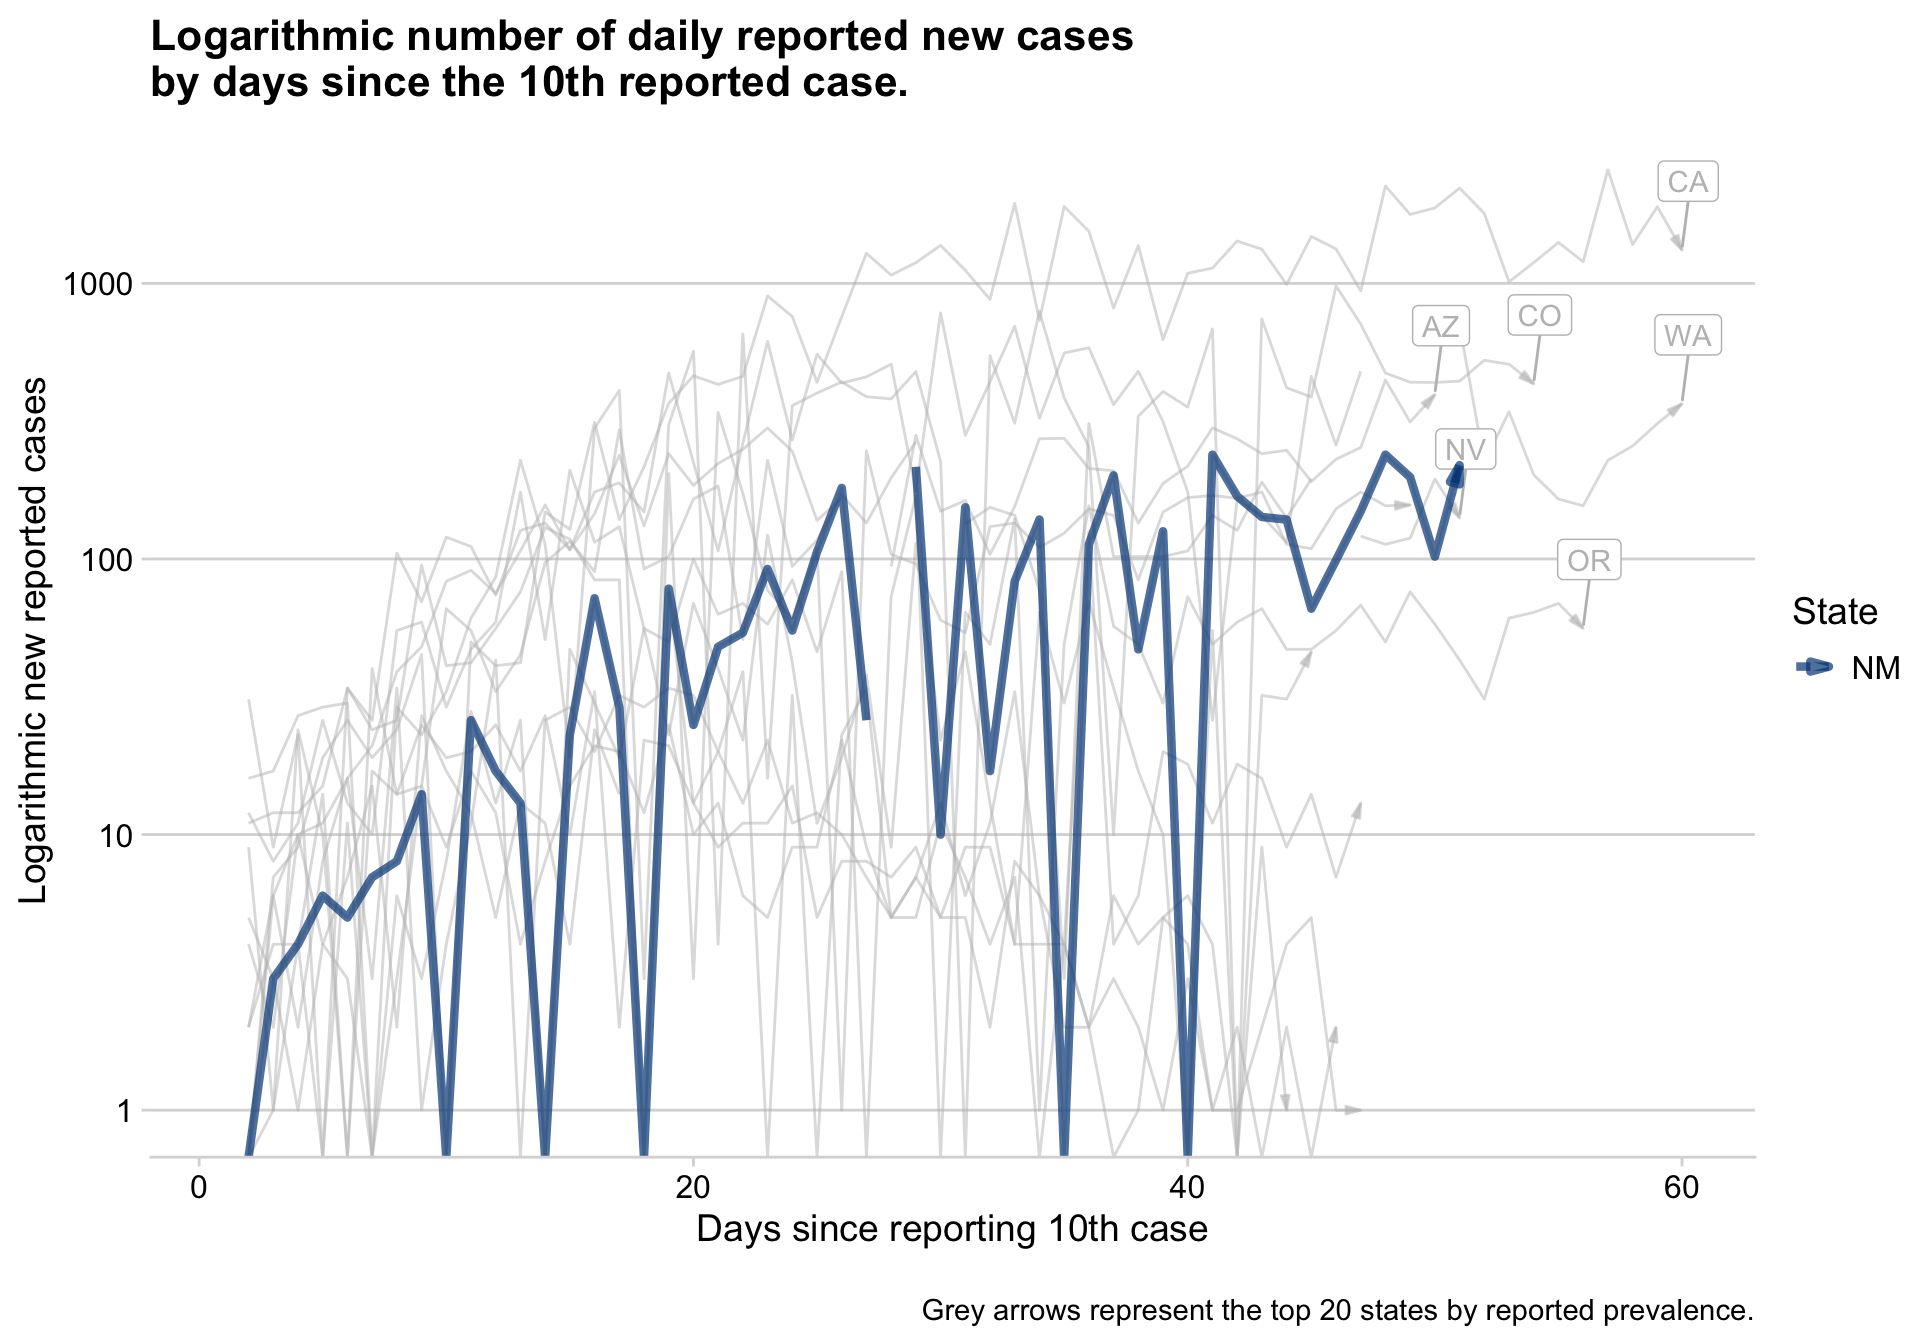 Logarithmic number of daily reported new cases
by days since the 10th reported case.
Logarithmic new reported cases
1000
100
10
1
CA
CO
AZ
WA
NV
OR
State
NM
0
20
40
60
Days since reporting 10th case
Grey arrows represent the top 20 states by reported prevalence.